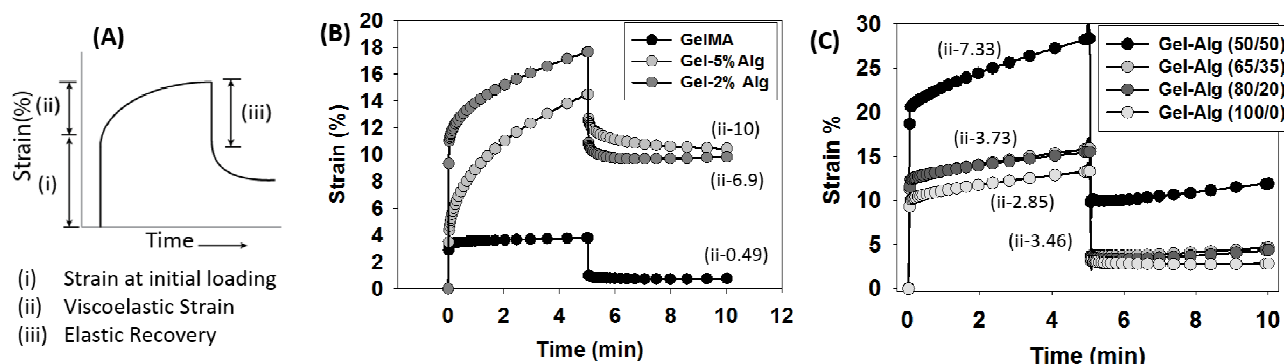 (A)
Strain(%)
(i)
(ii)
(iii)
Time
(i) Strain at initial loading
(ii) Viscoelastic Strain
(iii) Elastic Recovery
(B)
Strain (%)
20
18
16
14
12
10
8
6
4
2
0
GelMA
Gel-5% Alg
Gel-2% Alg
(ii-10)
(ii-6.9)
(ii-0.49)
-2 0 2 4 6 8 10 12
Time (min)
(C)
Strain %
30
25
20
15
10
5
0
(ii-7.33)
(ii-3.73)
(ii-2.85)
(ii-3.46)
Gel-Alg (50/50)
Gel-Alg (65/35)
Gel-Alg (80/20)
Gel-Alg (100/0)
0 2 4 6 8 10
Time (min)